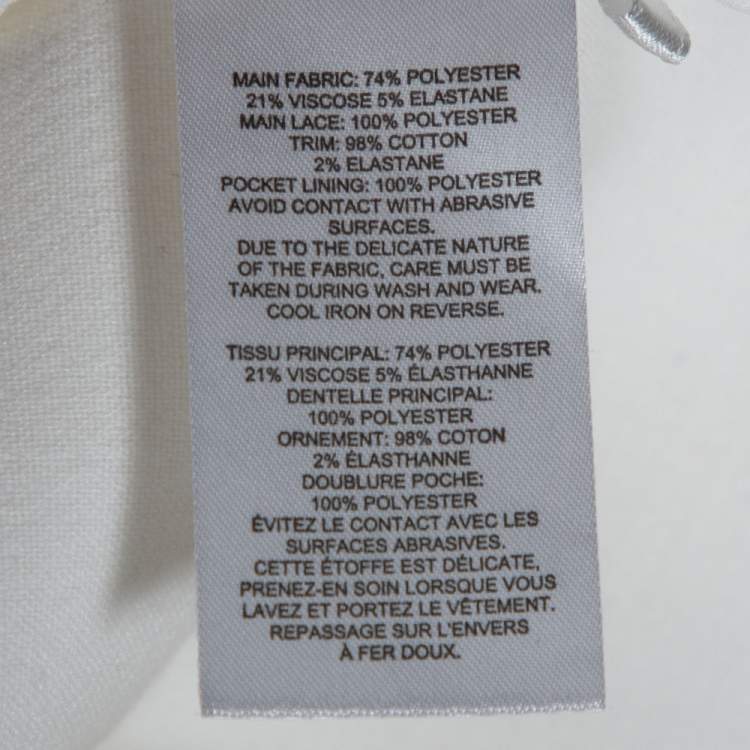 MAIN FABRIC: 74% POLYESTER
21% VISCOSE 5% ELASTANE
MAIN LACE: 100% POLYESTER
TRIM: 98% COTTON
2% ELASTANE
POCKET LINING: 100% POLYESTER
AVOID CONTACT WITH ABRASIVE
SURFACES.
DUE TO THE DELICATE NATURE
OF THE FABRIC, CARE MUST BE
TAKEN DURING WASH AND WEAR.
COOL IRON ON REVERSE.
TISSU PRINCIPAL: 74% POLYESTER
21% VISCOSE 5% ÉLASTHANNE
DENTELLE PRINCIPAL:
100% POLYESTER
ORNEMENT: 98% COTON
2% ÉLASTHANNE
DOUBLURE POCHE:
100% POLYESTER
ÉVITEZ LE CONTACT AVEC LES
SURFACES ABRASIVES.
CETTE ÉTOFFE EST DÉLICATE,
PRENEZ-EN SOIN LORSQUE VOUS
LAVEZ ET PORTEZ LE VÊTEMENT.
REPASSAGE SUR L'ENVERS
À FER DOUX.